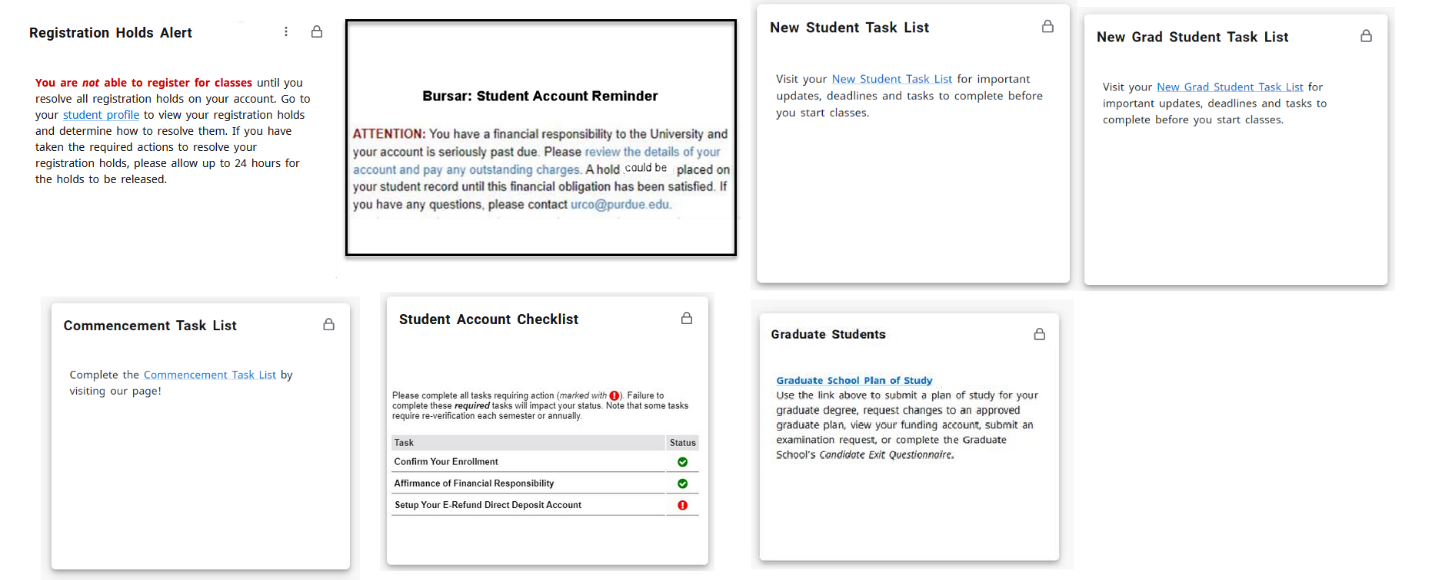 Registration Holds Alert
You are not able to register for classes until you
resolve all registration holds on your account. Go to
your student profile to view your registration holds
and determine how to resolve them. If you have
taken the required actions to resolve your
registration holds, please allow up to 24 hours for
the holds to be released.
Bursar: Student Account Reminder
ATTENTION: You have a financial responsibility to the University and
your account is seriously past due. Please review the details of your
account and pay any outstanding charges. A hold could be placed on
your student record until this financial obligation has been satisfied. If
you have any questions, please contact urco@purdue.edu.
New Student Task List
Visit your New Student Task List for important
updates, deadlines and tasks to complete before
you start classes.
New Grad Student Task List
Visit your New Grad Student Task List for
important updates, deadlines and tasks to
complete before you start classes.
Commencement Task List
Complete the Commencement Task List by
visiting our page!
Student Account Checklist
Please complete all tasks requiring action (marked with !). Failure to
complete these required tasks will impact your status. Note that some tasks
require re-verification each semester or annually.
Task Status
Confirm Your Enrollment
Affirmance of Financial Responsibility
Setup Your E-Refund Direct Deposit Account !
Graduate Students
Graduate School Plan of Study
Use the link above to submit a plan of study for your
graduate degree, request changes to an approved
graduate plan, view your funding account, submit an
examination request, or complete the Graduate
School's Candidate Exit Questionnaire.